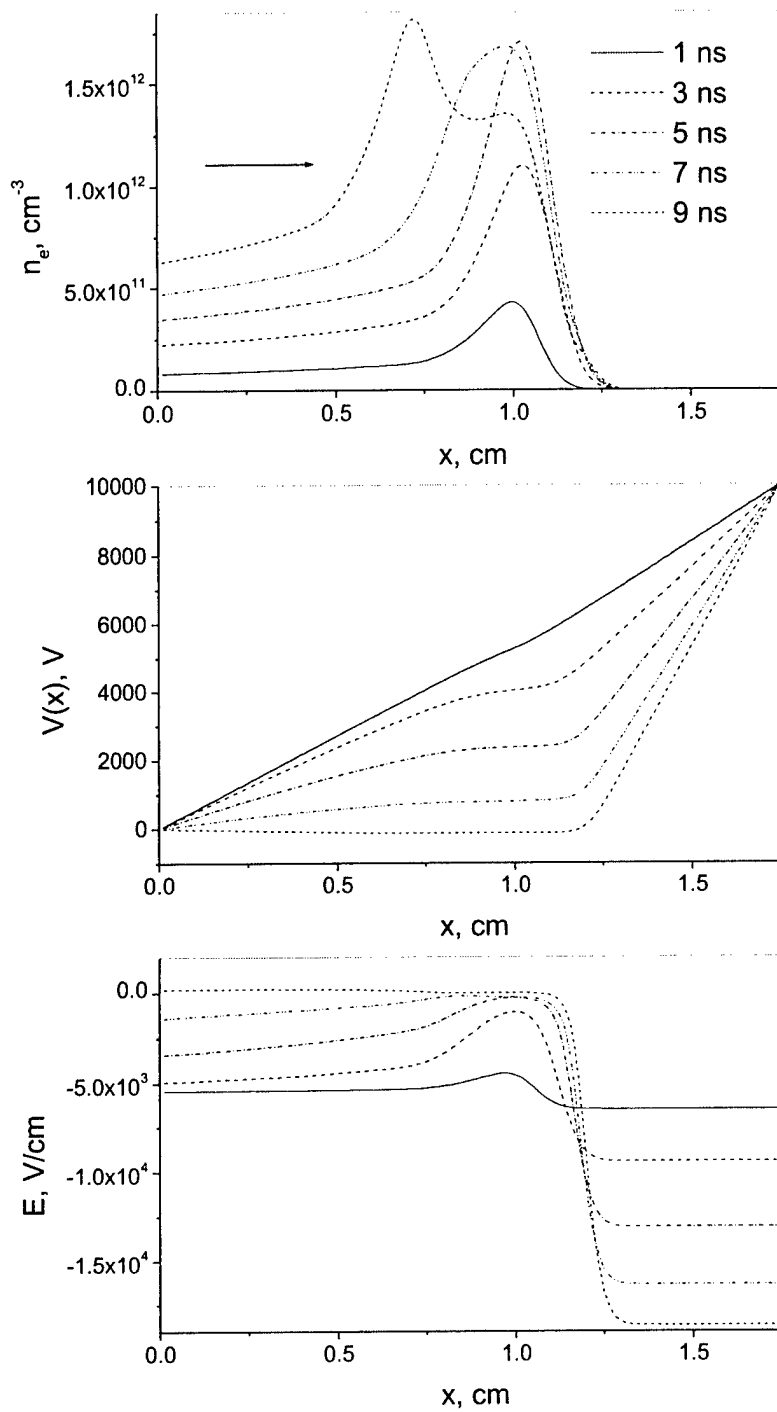 1 ns
3 ns
5 ns
7 ns
9 ns
1.5x10¹²
1.0x10¹²
5.0x10¹¹
0.0
nₑ, cm⁻³
0.0 0.5 1.0 1.5
x, cm
10000
8000
6000
4000
2000
0
V(x), V
0.0 0.5 1.0 1.5
x, cm
0.0
-5.0x10³
-1.0x10⁴
-1.5x10⁴
E, V/cm
0.0 0.5 1.0 1.5
x, cm